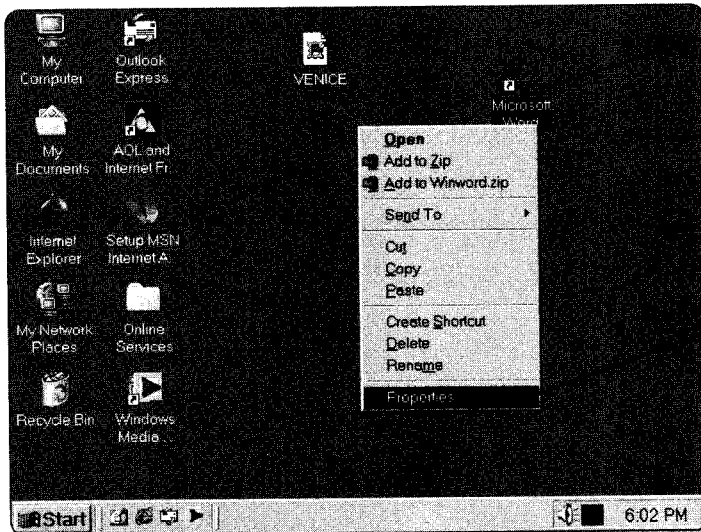 My
Computer
Outlook
Express
VENICE
Microsoft
Word
My
Documents
AOL and
Internet Fr...
Internet
Explorer
Setup MSN
Internet A...
My Network
Places
Online
Services
Recycle Bin
Windows
Media ...
Open
Add to Zip
Add to Winword.zip
Send To
Cut
Copy
Paste
Create Shortcut
Delete
Rename
Properties
Start
6:02 PM